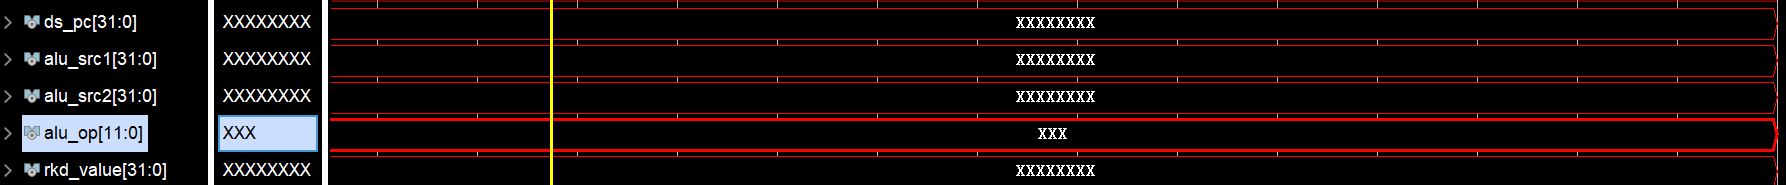 ds_pc[31:0] XXXXXXXX XXXXXXXX
alu_src1[31:0] XXXXXXXX XXXXXXXX
alu_src2[31:0] XXXXXXXX XXXXXXXX
alu_op[11:0] XXX XXX
rkd_value[31:0] XXXXXXXX XXXXXXXX